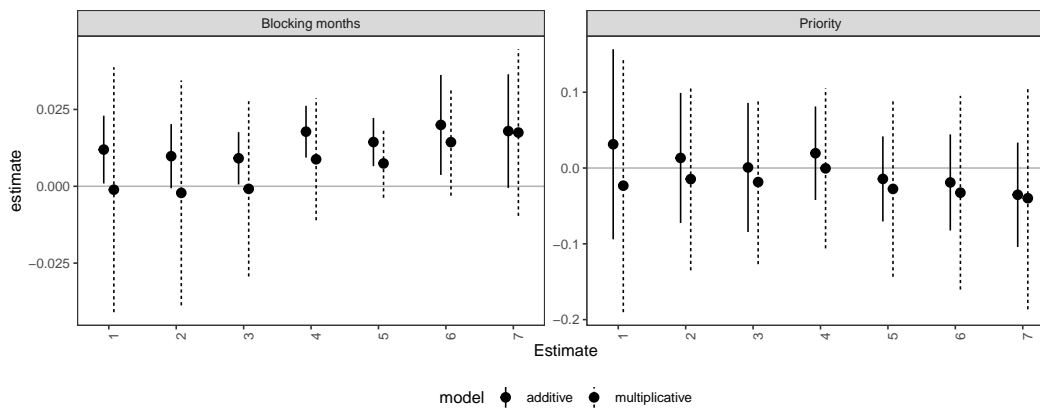 Blocking months
Priority
estimate
0.025
0.000
−0.025
0.1
0.0
−0.1
−0.2
1 2 3 4 5 6 7
1 2 3 4 5 6 7
Estimate
model additive multiplicative